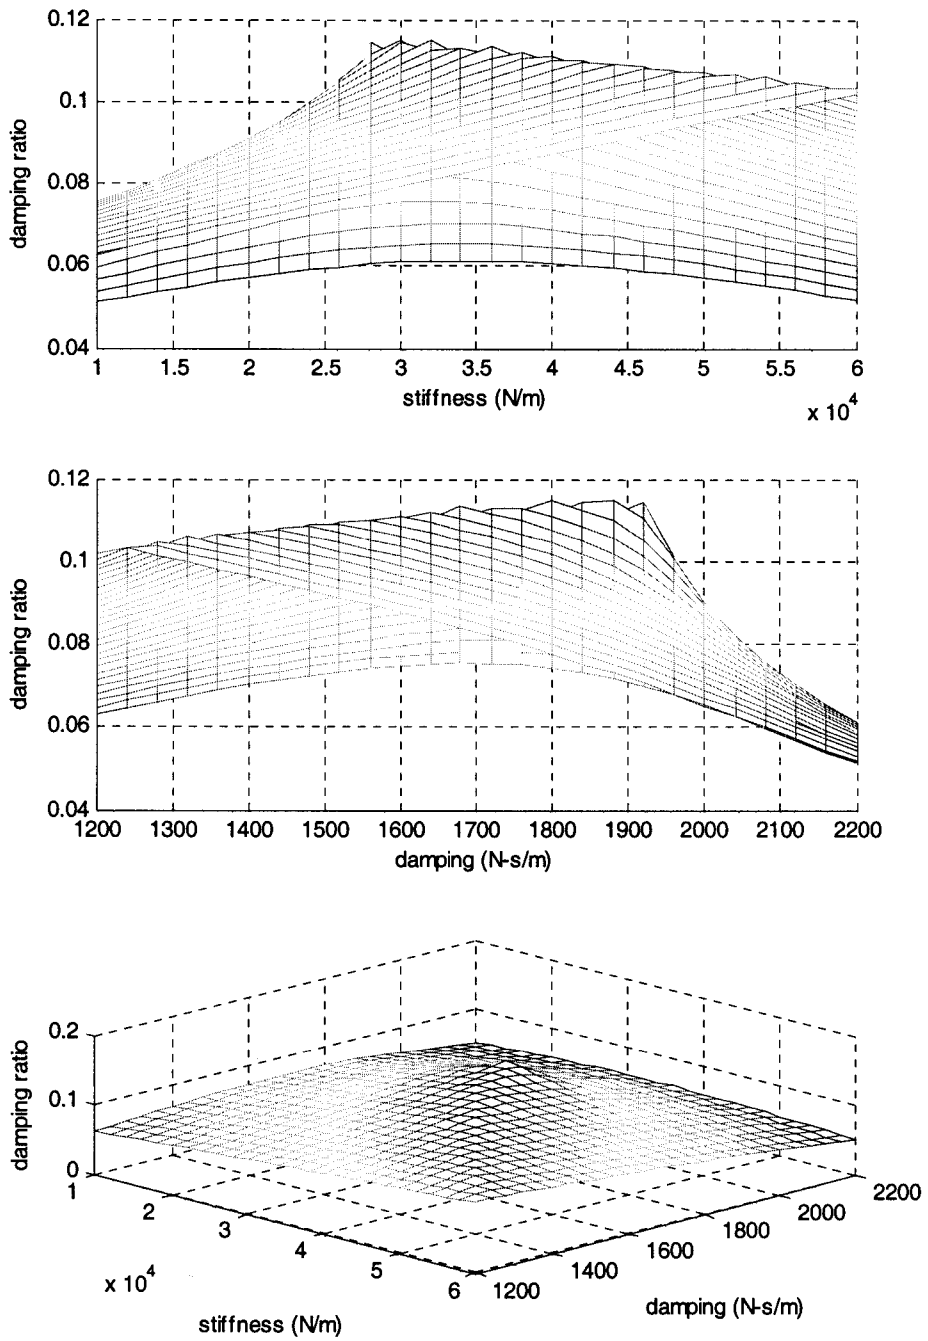 0.12
0.1
0.08
0.06
0.04
damping ratio
1 1.5 2 2.5 3 3.5 4 4.5 5 5.5 6
stiffness (N/m)
x 10^4
0.12
0.1
0.08
0.06
0.04
damping ratio
1200 1300 1400 1500 1600 1700 1800 1900 2000 2100 2200
damping (N-s/m)
0.2
0.1
0
damping ratio
1
2
3
4
5
6
x 10^4
stiffness (N/m)
1200
1400
1600
1800
2000
2200
damping (N-s/m)